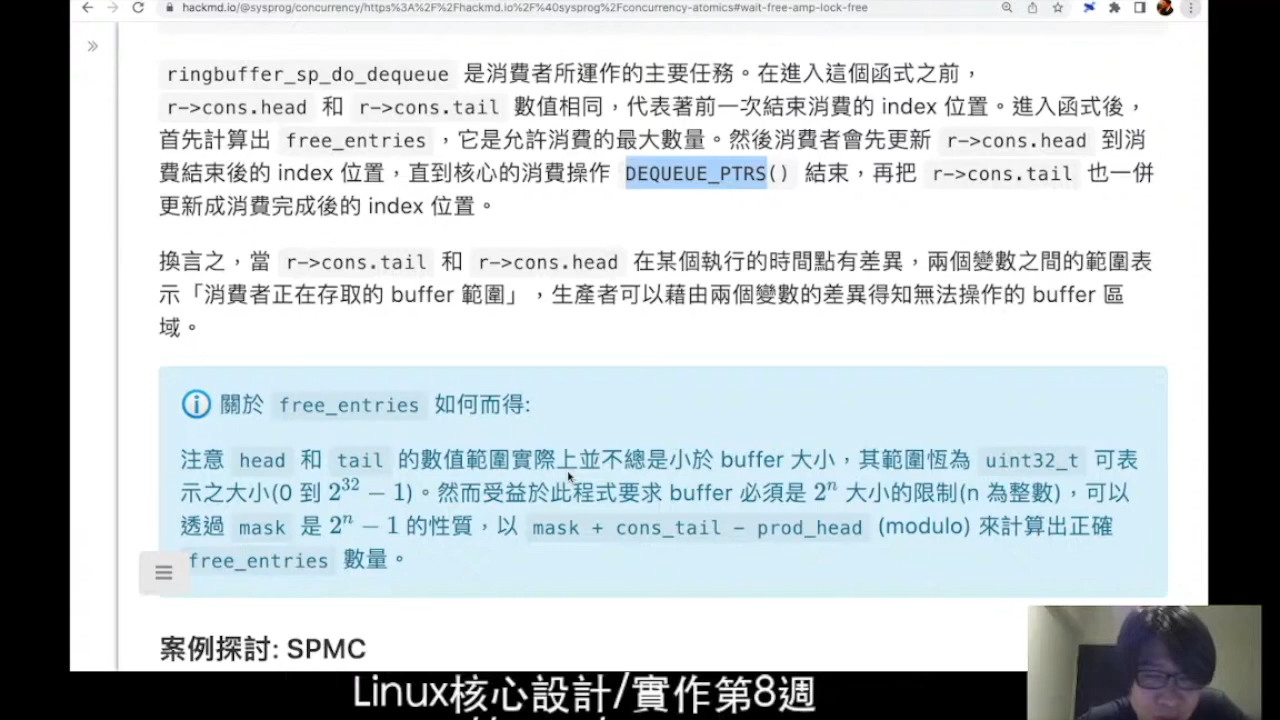 hackmd.io/@sysprog/concurrency/https%3A%2F%2Fhackmd.io%2F%40sysprog%2Fconcurrency-atomics#wait-free-amp-lock-free
ringbuffer_sp_do_dequeue 是消費者所運作的主要任務。在進入這個函式之前，
r->cons.head 和 r->cons.tail 數值相同，代表著前一次結束消費的 index 位置。進入函式後，
首先計算出 free_entries ，它是允許消費的最大數量。然後消費者會先更新 r->cons.head 到消
費結束後的 index 位置，直到核心的消費操作 DEQUEUE_PTRS() 結束，再把 r->cons.tail 也一併
更新成消費完成後的 index 位置。
換言之，當 r->cons.tail 和 r->cons.head 在某個執行的時間點有差異，兩個變數之間的範圍表
示「消費者正在存取的 buffer 範圍」，生產者可以藉由兩個變數的差異得知無法操作的 buffer 區
域。
關於 free_entries 如何而得:
注意 head 和 tail 的數值範圍實際上並不總是小於 buffer 大小，其範圍恆為 uint32_t 可表
示之大小(0 到 2^32 − 1)。然而受益於此程式要求 buffer 必須是 2^n 大小的限制(n 為整數)，可以
透過 mask 是 2^n − 1 的性質，以 mask + cons_tail - prod_head (modulo) 來計算出正確
free_entries 數量。
案例探討: SPMC
Linux核心設計/實作第8週